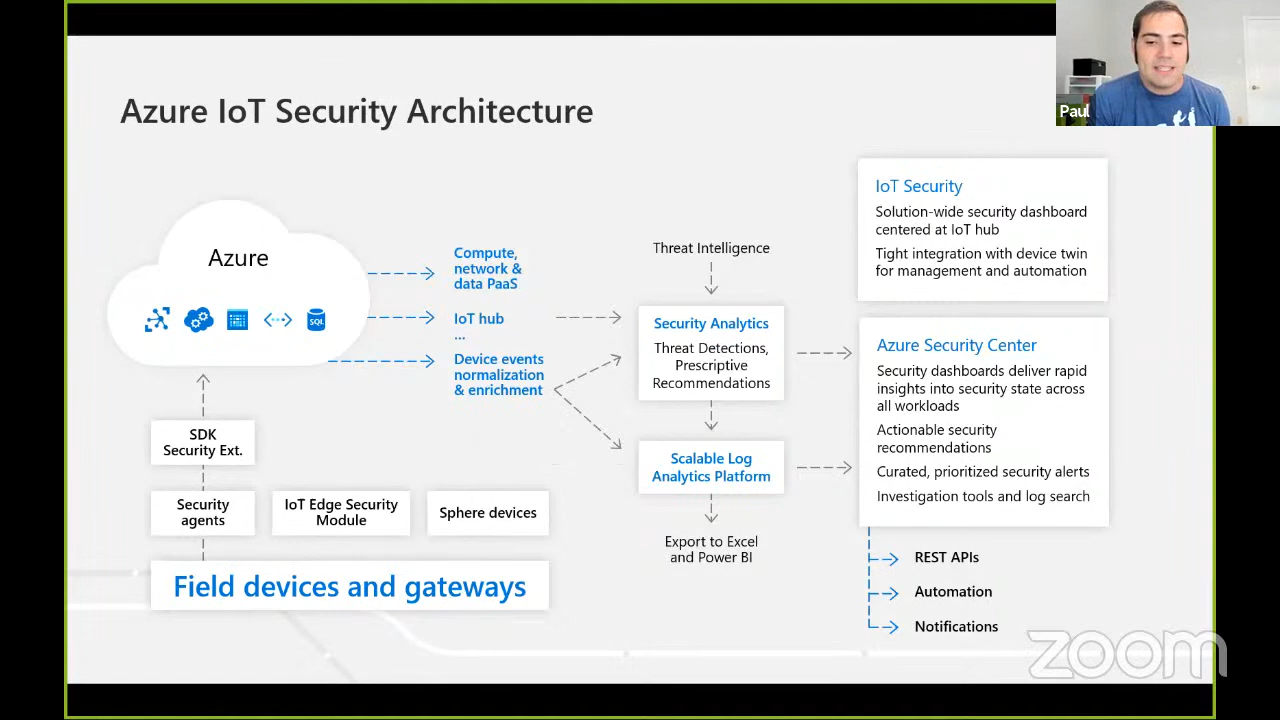 Paul
Azure IoT Security Architecture
Azure
SQL
Compute,
network &
data PaaS
IoT hub
...
Device events
normalization
& enrichment
SDK
Security Ext.
Security
agents
IoT Edge Security
Module
Sphere devices
Field devices and gateways
Threat Intelligence
Security Analytics
Threat Detections,
Prescriptive
Recommendations
Scalable Log
Analytics Platform
Export to Excel
and Power BI
IoT Security
Solution-wide security dashboard
centered at IoT hub
Tight integration with device twin
for management and automation
Azure Security Center
Security dashboards deliver rapid
insights into security state across
all workloads
Actionable security
recommendations
Curated, prioritized security alerts
Investigation tools and log search
REST APIs
Automation
Notifications
zoom